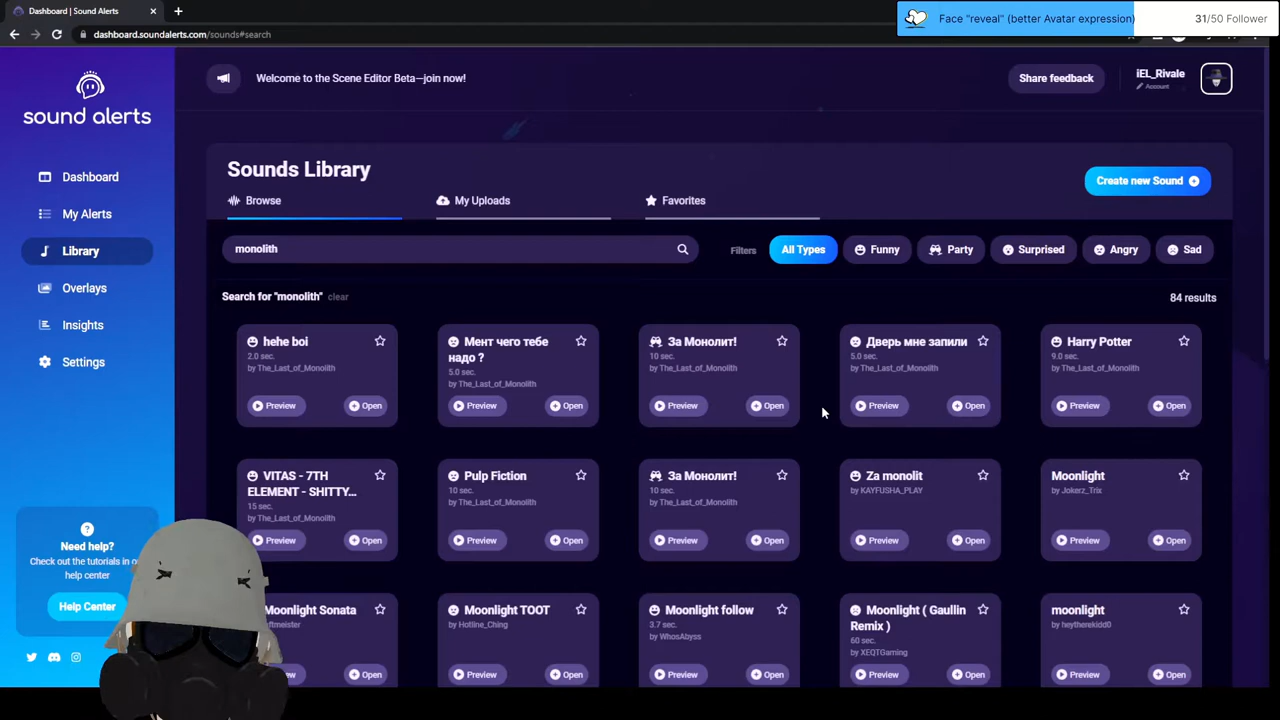 Dashboard | Sound Alerts
Face "reveal" (better Avatar expression)
31/50 Follower
dashboard.soundalerts.com/sounds#search
sound alerts
Welcome to the Scene Editor Beta—join now!
Share feedback
iEL_Rivale
Account
Dashboard
My Alerts
Library
Overlays
Insights
Settings
Need help?
Check out the tutorials in
help center
Help Center
Sounds Library
Create new Sound
Browse
My Uploads
Favorites
monolith
Filters
All Types
Funny
Party
Surprised
Angry
Sad
Search for "monolith" clear
84 results
hehe boi
2.0 sec.
by The_Last_of_Monolith
Preview
Open
Мент чего тебе
надо ?
5.0 sec.
by The_Last_of_Monolith
Preview
Open
За Монолит!
10 sec.
by The_Last_of_Monolith
Preview
Open
Дверь мне запили
5.0 sec.
by The_Last_of_Monolith
Preview
Open
Harry Potter
9.0 sec.
by The_Last_of_Monolith
Preview
Open
VITAS - 7TH
ELEMENT - SHITTY...
15 sec.
by The_Last_of_Monolith
Preview
Open
Pulp Fiction
10 sec.
by The_Last_of_Monolith
Preview
Open
За Монолит!
10 sec.
by The_Last_of_Monolith
Preview
Open
Za monolit
by KAYFUSHA_PLAY
Preview
Open
Moonlight
by Jokerz_Trix
Preview
Open
Moonlight Sonata
Open
Moonlight TOOT
by Hotline_Ching
Preview
Open
Moonlight follow
3.7 sec.
by WhosAbyss
Preview
Open
Moonlight ( Gaullin
Remix )
60 sec.
by XEQTGaming
Preview
Open
moonlight
by heytherekidd0
Preview
Open